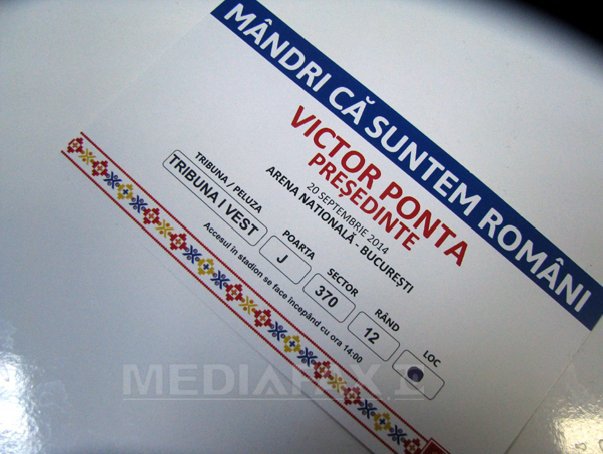 MÂNDRI CĂ SUNTEM ROMÂNI
VICTOR PONTA
PREȘEDINTE
20 SEPTEMBRIE 2014
ARENA NATIONALĂ - BUCUREȘTI
TRIBUNA / PELUZA POARTA SECTOR RÂND LOC
TRIBUNA I VEST J 370 12
Accesul în stadion se face începând cu ora 14:00
MEDIAFAX